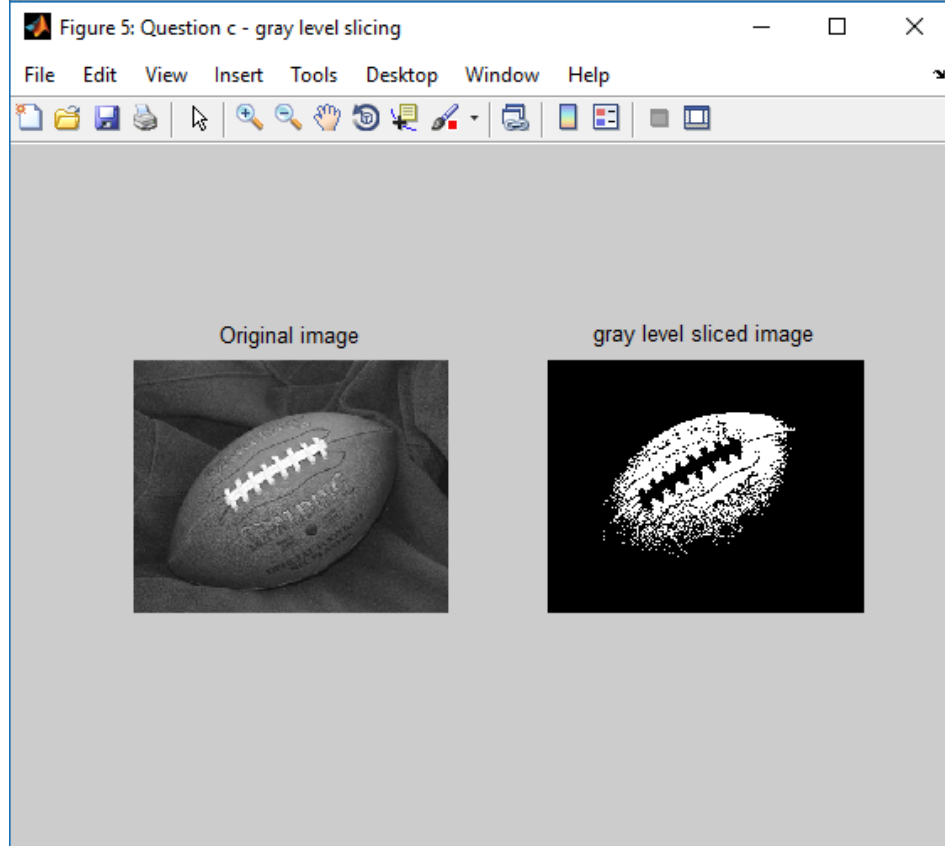 Figure 5: Question c - gray level slicing
File Edit View Insert Tools Desktop Window Help
Original image
gray level sliced image
SPALDING